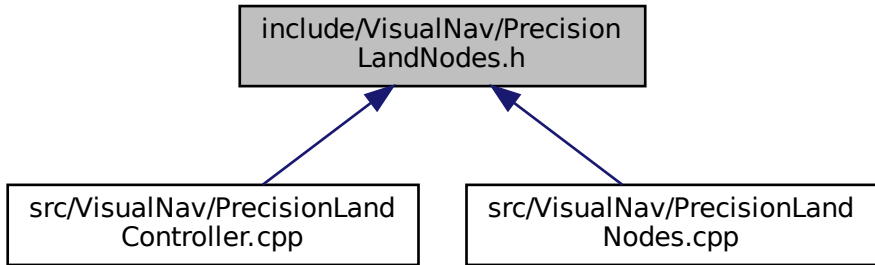 include/VisualNav/Precision
LandNodes.h
src/VisualNav/PrecisionLand
Controller.cpp
src/VisualNav/PrecisionLand
Nodes.cpp